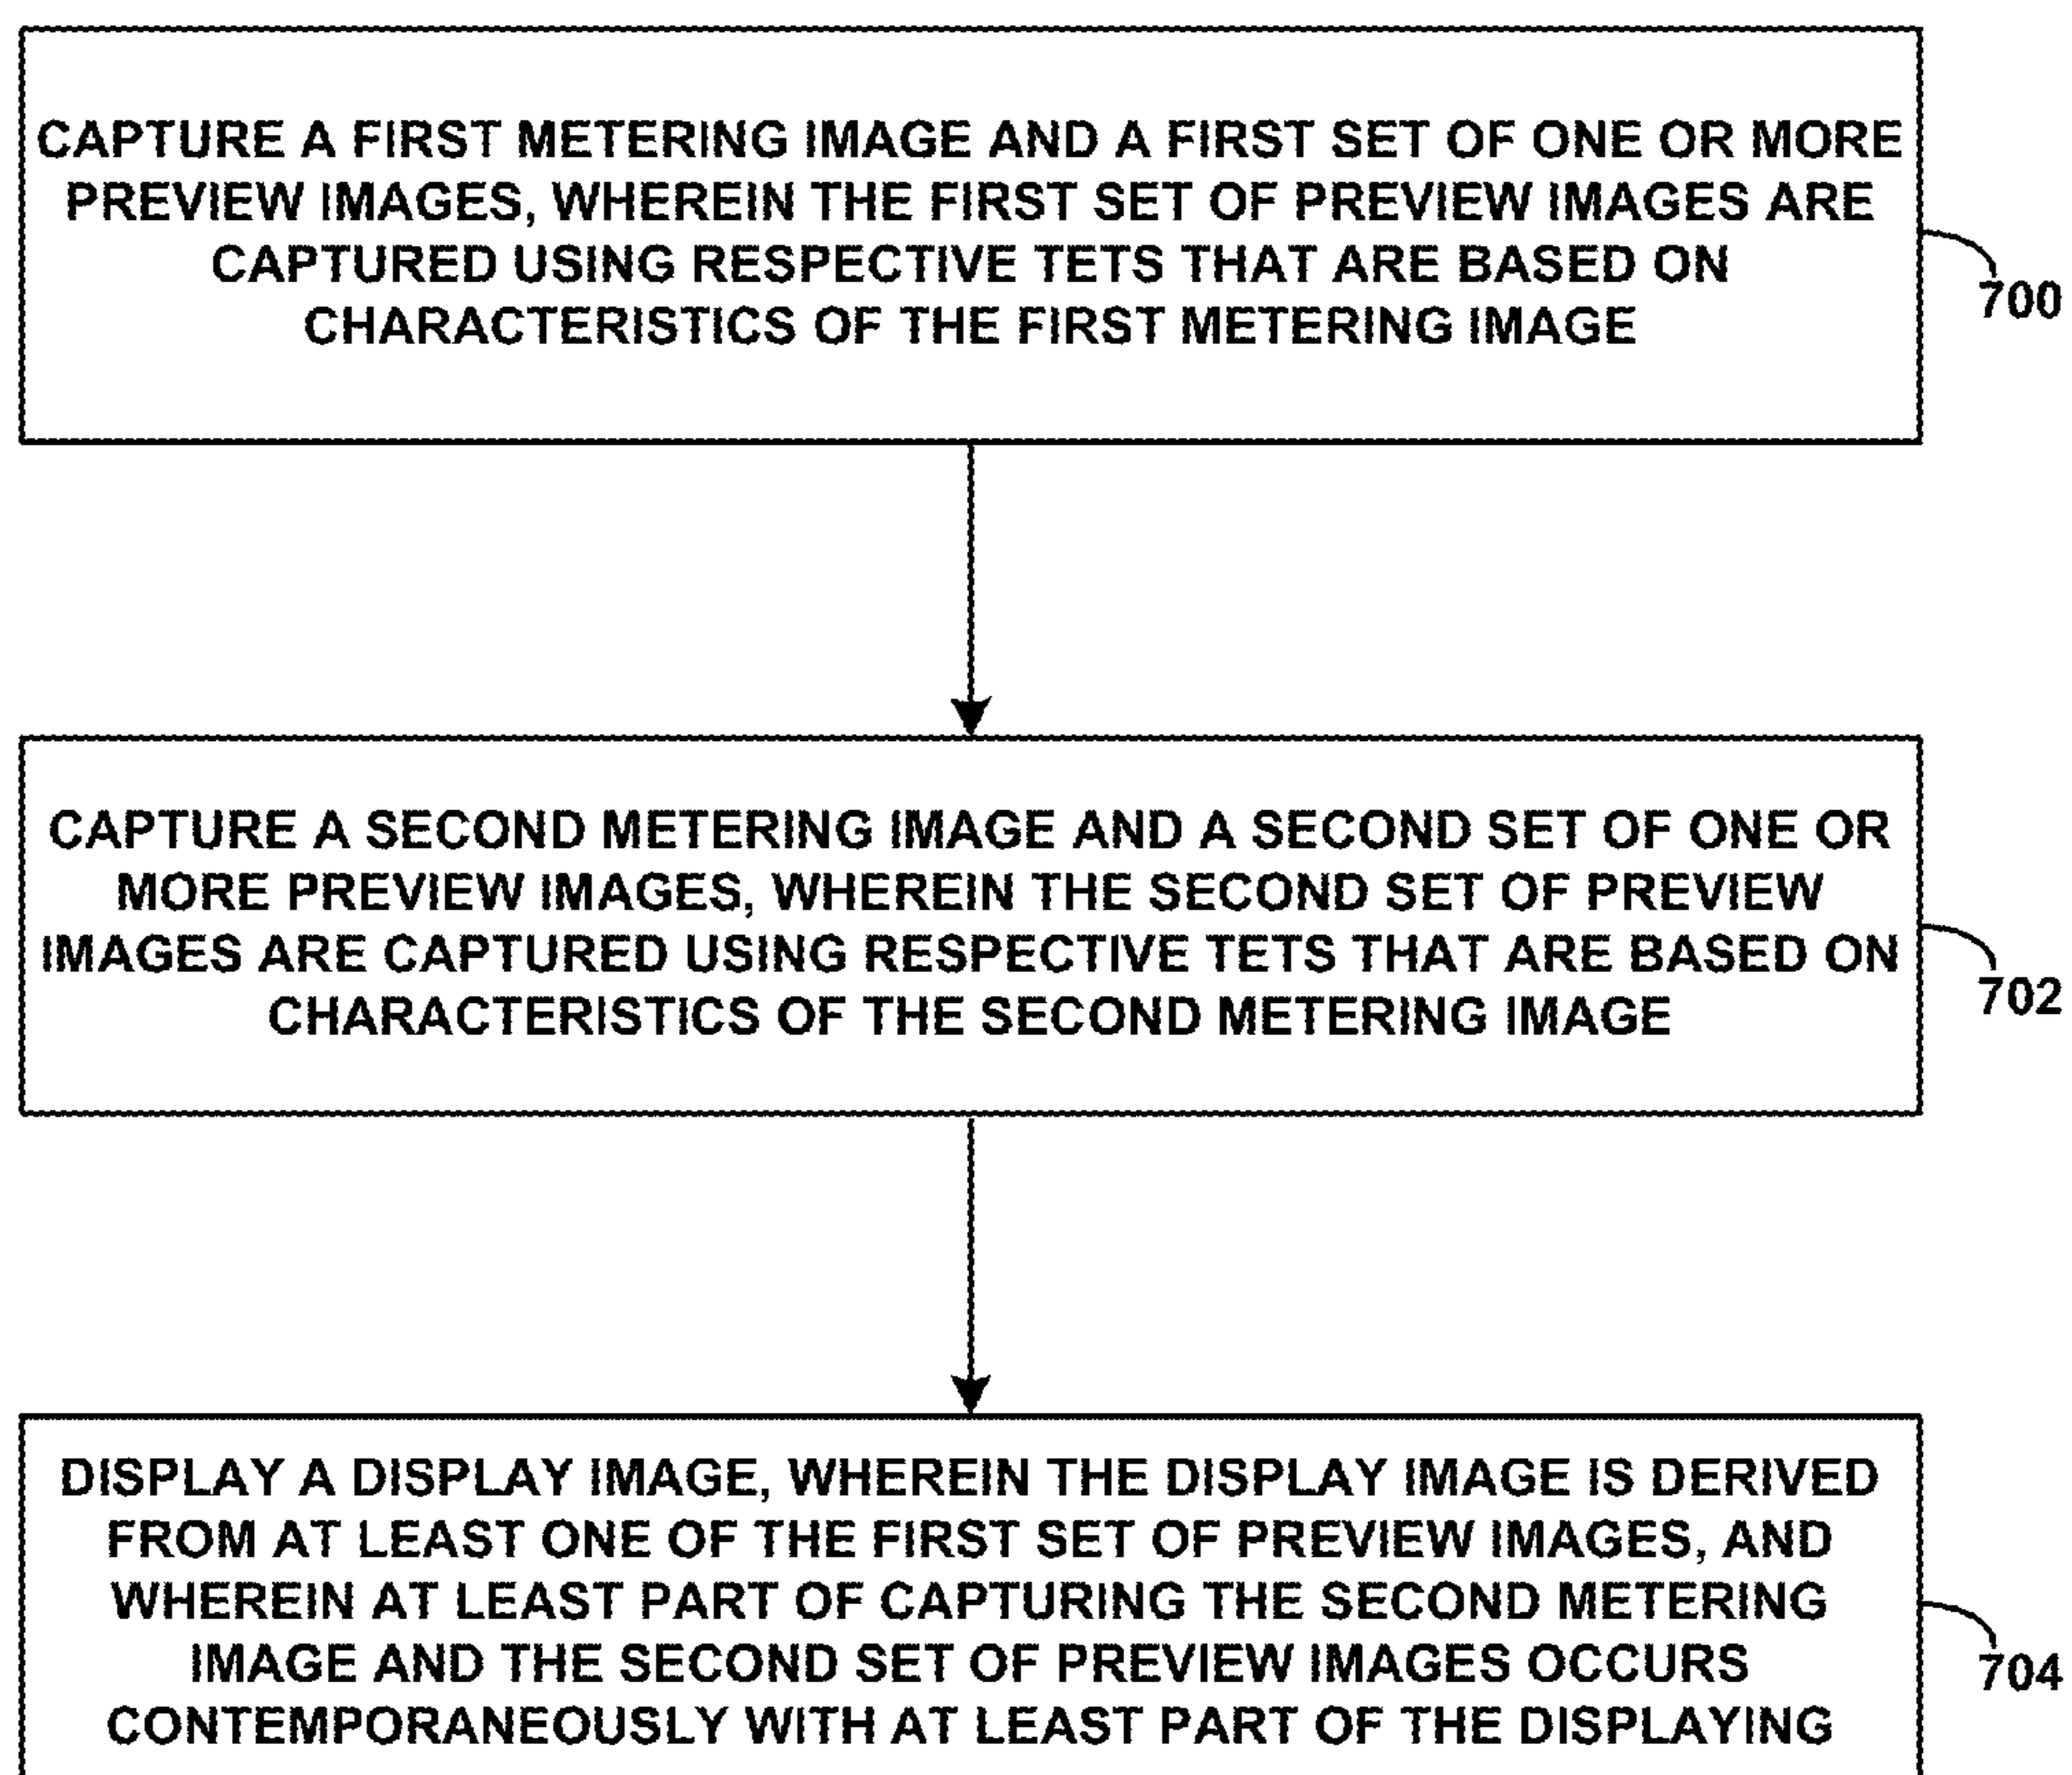 CAPTURE A FIRST METERING IMAGE AND A FIRST SET OF ONE OR MORE
PREVIEW IMAGES, WHEREIN THE FIRST SET OF PREVIEW IMAGES ARE
CAPTURED USING RESPECTIVE TETS THAT ARE BASED ON
CHARACTERISTICS OF THE FIRST METERING IMAGE
700
CAPTURE A SECOND METERING IMAGE AND A SECOND SET OF ONE OR
MORE PREVIEW IMAGES, WHEREIN THE SECOND SET OF PREVIEW
IMAGES ARE CAPTURED USING RESPECTIVE TETS THAT ARE BASED ON
CHARACTERISTICS OF THE SECOND METERING IMAGE
702
DISPLAY A DISPLAY IMAGE, WHEREIN THE DISPLAY IMAGE IS DERIVED
FROM AT LEAST ONE OF THE FIRST SET OF PREVIEW IMAGES, AND
WHEREIN AT LEAST PART OF CAPTURING THE SECOND METERING
IMAGE AND THE SECOND SET OF PREVIEW IMAGES OCCURS
CONTEMPORANEOUSLY WITH AT LEAST PART OF THE DISPLAYING
704